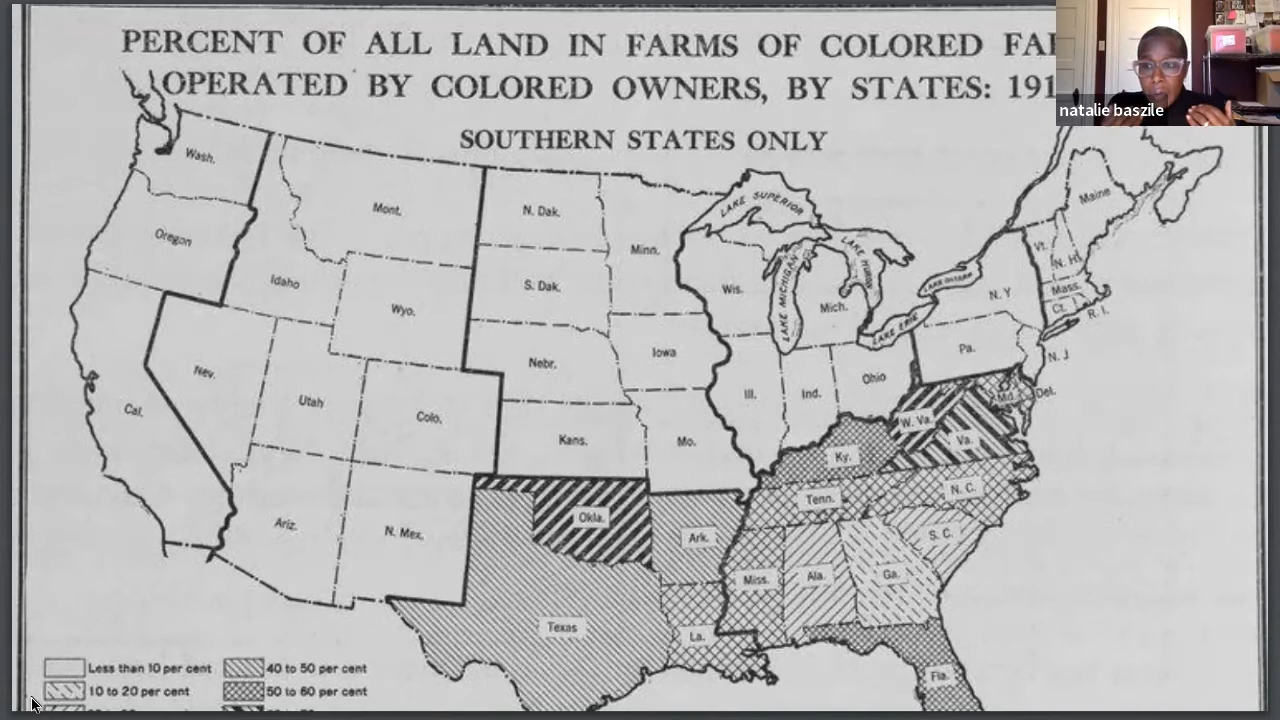 PERCENT OF ALL LAND IN FARMS OF COLORED
OPERATED BY COLORED OWNERS, BY STATES:
SOUTHERN STATES ONLY
natalie baszile
Wash.
Oregon
Cal.
Nev.
Idaho
Mont.
Wyo.
Utah
Colo.
Ariz.
N. Mex.
N. Dak.
S. Dak.
Nebr.
Kans.
Okla.
Texas
Minn.
Iowa
Mo.
Ark.
La.
Wis.
Ill.
LAKE SUPERIOR
LAKE MICHIGAN
LAKE HURON
LAKE ERIE
LAKE ONTARIO
Mich.
Ind.
Ohio
Ky.
Tenn.
Miss.
Ala.
Ga.
Fla.
S. C.
N. C.
Va.
W. Va.
Md.
Del.
Pa.
N. J
N. Y
Ct.
R. I.
Mass.
Vt.
N. H.
Maine
Less than 10 per cent
10 to 20 per cent
40 to 50 per cent
50 to 60 per cent